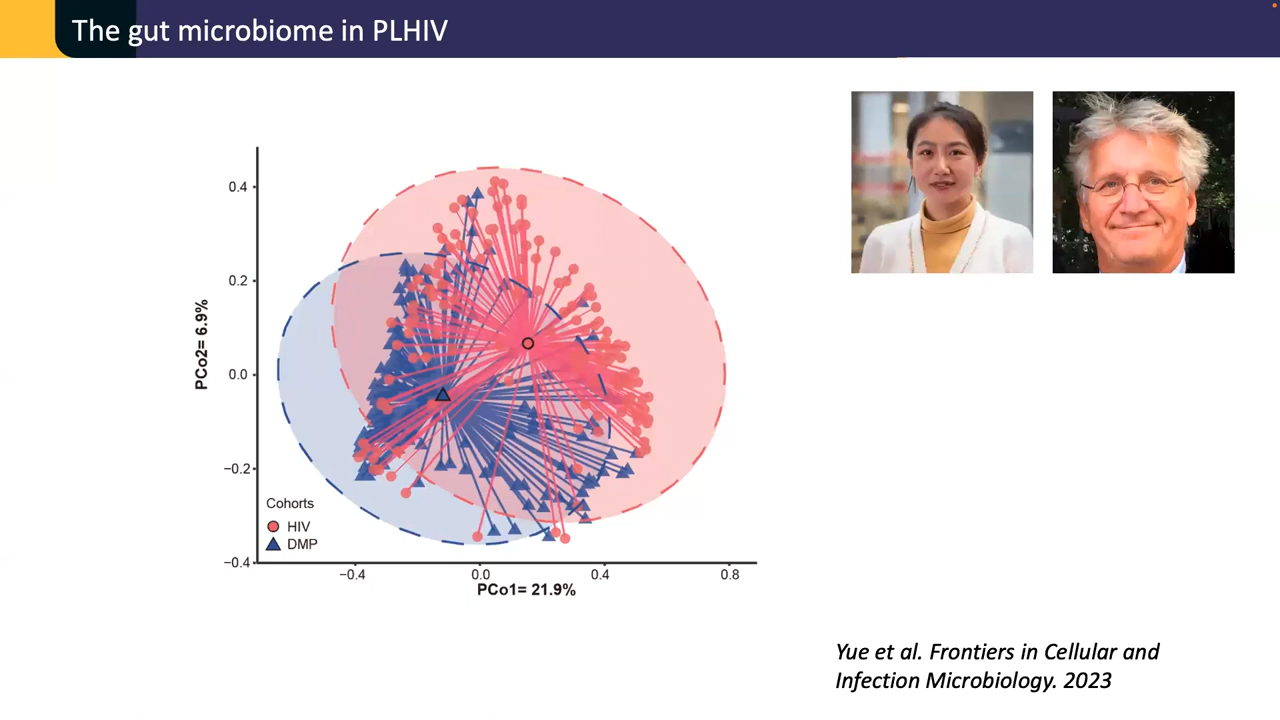 The gut microbiome in PLHIV
0.4
0.2
0.0
−0.2
−0.4
PCo2= 6.9%
Cohorts
HIV
DMP
−0.4
0.0
0.4
0.8
PCo1= 21.9%
Yue et al. Frontiers in Cellular and
Infection Microbiology. 2023